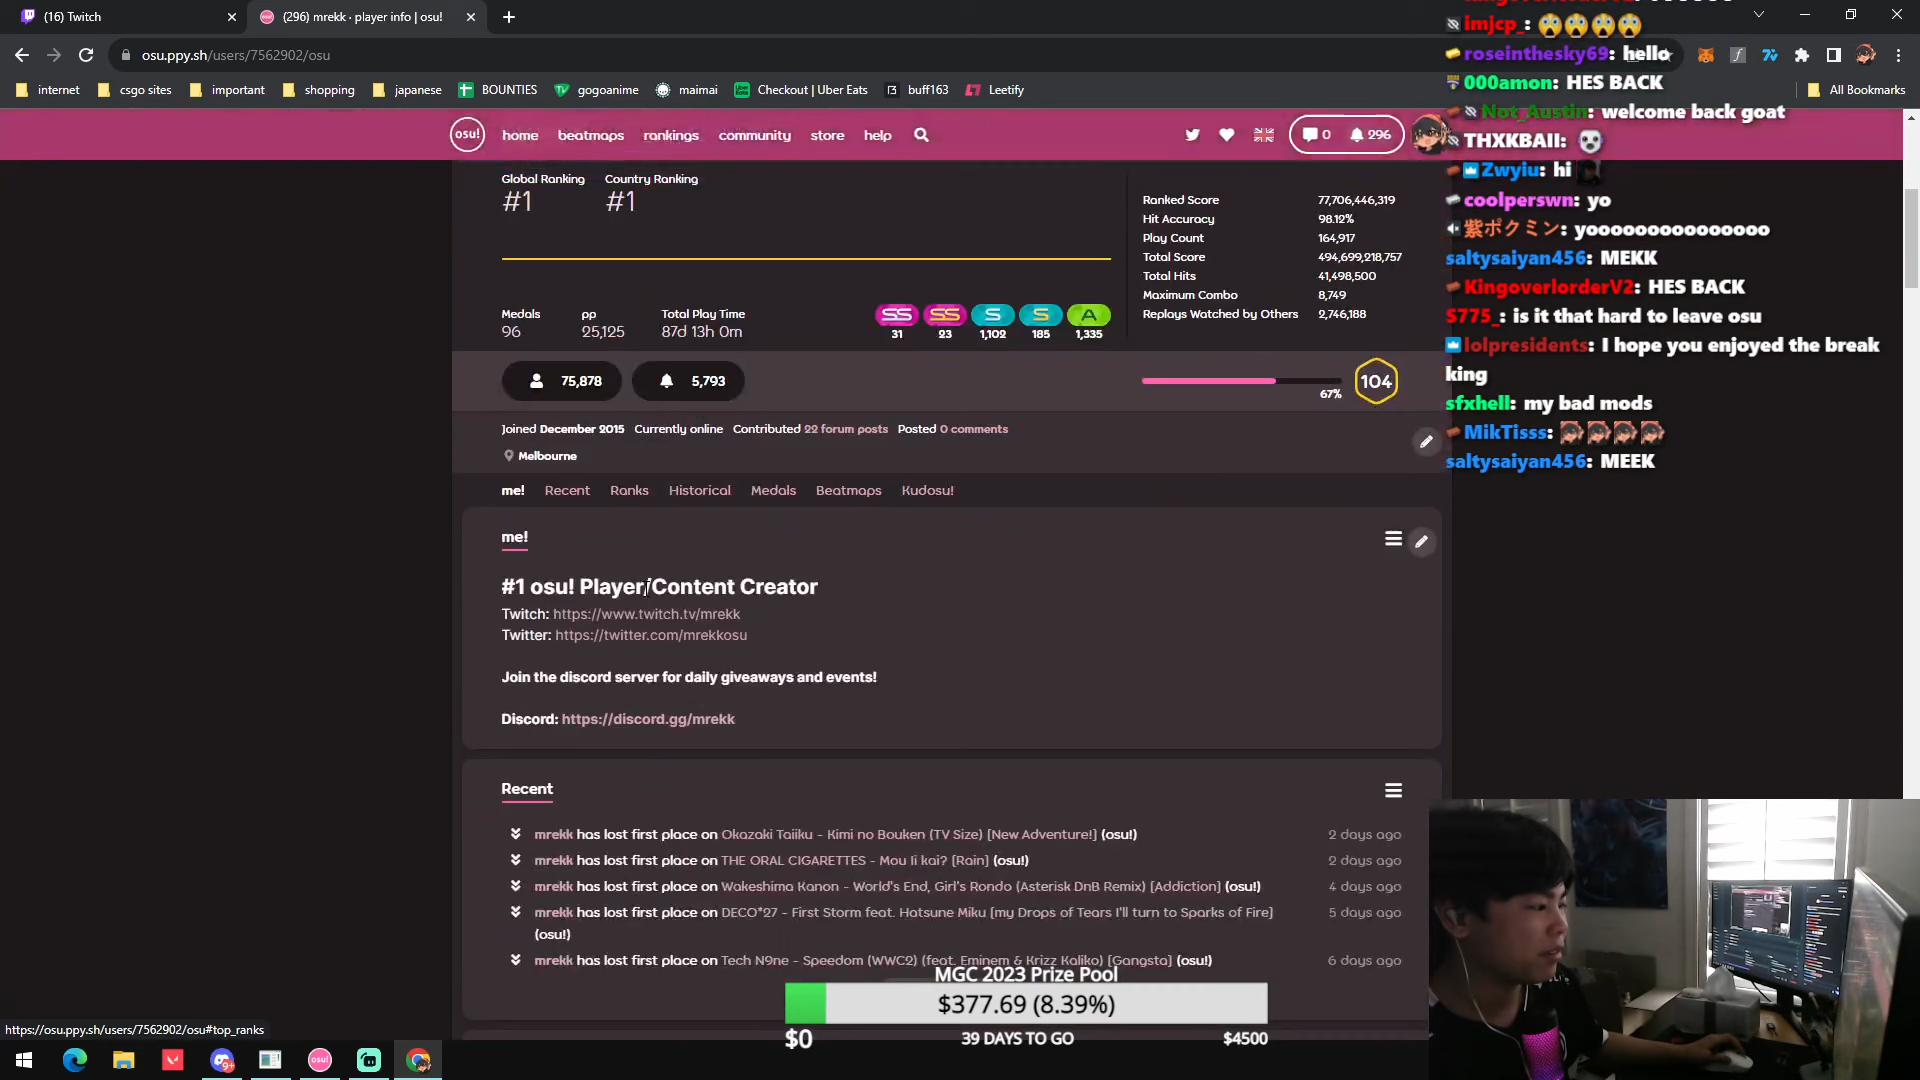 (16) Twitch
(296) mrekk · player info | osu!
osu.ppy.sh/users/7562902/osu
internet
csgo sites
important
shopping
japanese
BOUNTIES
gogoanime
maimai
Checkout | Uber Eats
buff163
Leetify
All Bookmarks
osu!
home
beatmaps
rankings
community
store
help
0
296
Global Ranking
#1
Country Ranking
#1
Medals
96
pp
25,125
Total Play Time
87d 13h 0m
SS SS S S A
31 23 1,102 185 1,335
Ranked Score 77,706,446,319
Hit Accuracy 98.12%
Play Count 164,917
Total Score 494,699,218,757
Total Hits 41,498,500
Maximum Combo 8,749
Replays Watched by Others 2,746,188
75,878
5,793
67%
104
Joined December 2015 Currently online Contributed 22 forum posts Posted 0 comments
Melbourne
me! Recent Ranks Historical Medals Beatmaps Kudosu!
me!
#1 osu! Player/Content Creator
Twitch: https://www.twitch.tv/mrekk
Twitter: https://twitter.com/mrekkosu
Join the discord server for daily giveaways and events!
Discord: https://discord.gg/mrekk
Recent
mrekk has lost first place on Okazaki Taiiku - Kimi no Bouken (TV Size) [New Adventure!] (osu!) 2 days ago
mrekk has lost first place on THE ORAL CIGARETTES - Mou Ii kai? [Rain] (osu!) 2 days ago
mrekk has lost first place on Wakeshima Kanon - World's End, Girl's Rondo (Asterisk DnB Remix) [Addiction] (osu!) 4 days ago
mrekk has lost first place on DECO*27 - First Storm feat. Hatsune Miku [my Drops of Tears I'll turn to Sparks of Fire] 5 days ago
(osu!)
mrekk has lost first place on Tech N9ne - Speedom (WWC2) (feat. Eminem & Krizz Kaliko) [Gangsta] (osu!) 6 days ago
MGC 2023 Prize Pool
$377.69 (8.39%)
$0
39 DAYS TO GO
$4500
https://osu.ppy.sh/users/7562902/osu#top_ranks
9+
osu!
imjcp_:
roseinthesky69: hello
000amon: HES BACK
Not_Austin: welcome back goat
THXKBAII:
Zwyiu: hi
coolperswn: yo
紫ポクミン: yooooooooooooooo
saltysaiyan456: MEKK
KingoverlorderV2: HES BACK
S775_: is it that hard to leave osu
lolpresidents: I hope you enjoyed the break
king
sfxhell: my bad mods
MikTisss:
saltysaiyan456: MEEK